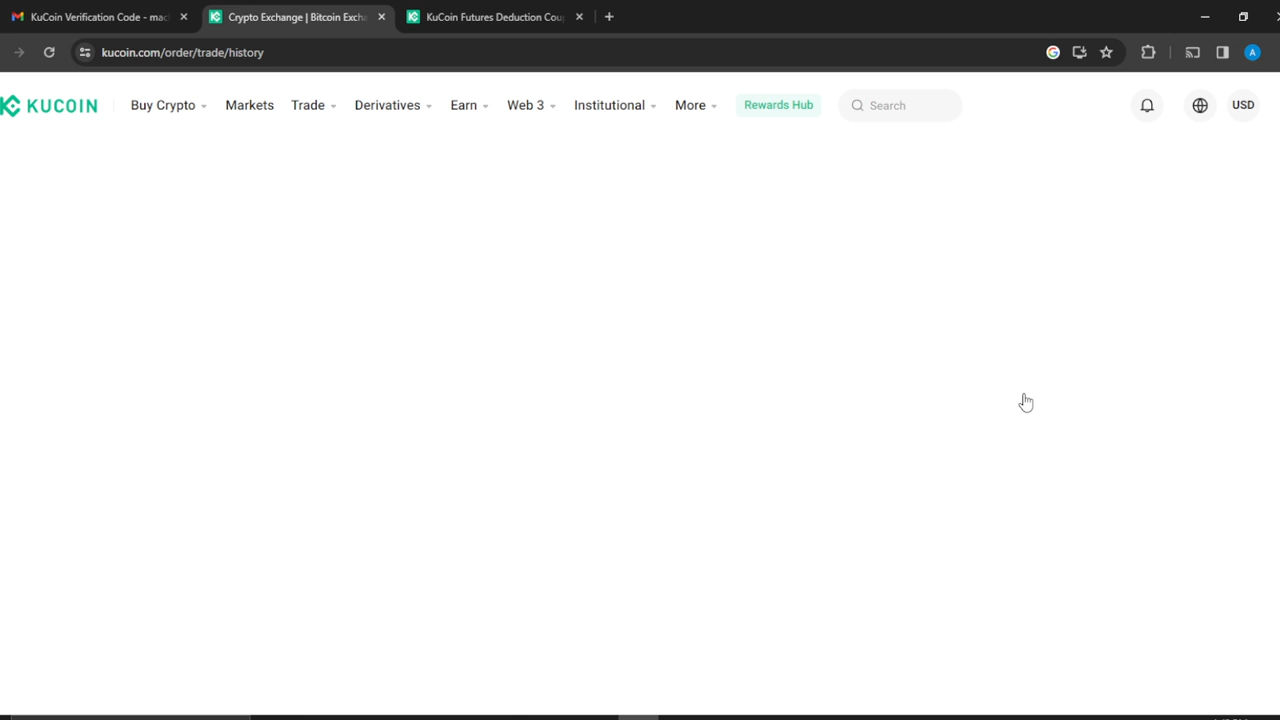 KuCoin Verification Code - mac
Crypto Exchange | Bitcoin Excha
KuCoin Futures Deduction Cou
kucoin.com/order/trade/history
A
KUCOIN
Buy Crypto
Markets
Trade
Derivatives
Earn
Web 3
Institutional
More
Rewards Hub
Search
USD